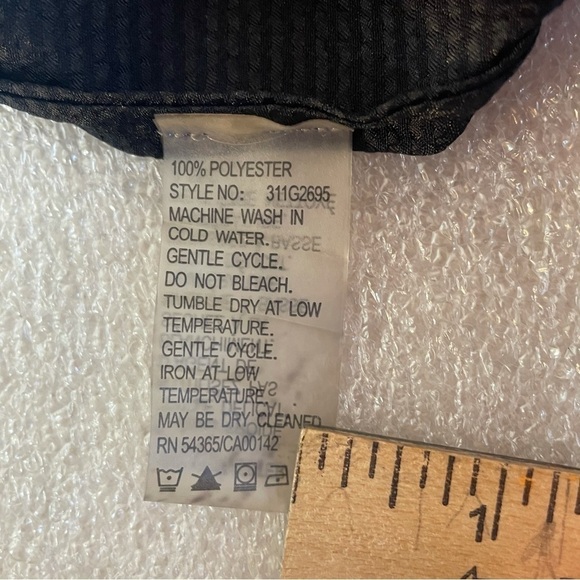 100% POLYESTER
STYLE NO: 311G2695
MACHINE WASH IN
COLD WATER.
GENTLE CYCLE.
DO NOT BLEACH.
TUMBLE DRY AT LOW
TEMPERATURE.
GENTLE CYCLE.
IRON AT LOW
TEMPERATURE.
MAY BE DRY CLEANED
RN 54365/CA00142
1